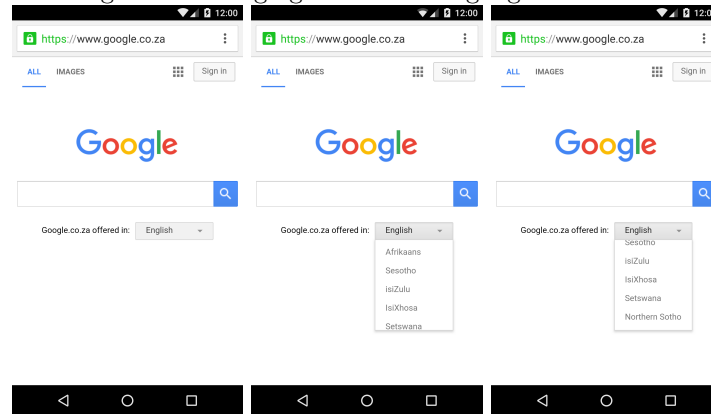 12:00
https://www.google.co.za
ALL IMAGES Sign in
Google
Google.co.za offered in: English
12:00
https://www.google.co.za
ALL IMAGES Sign in
Google
Google.co.za offered in: English
Afrikaans
Sesotho
isiZulu
IsiXhosa
Setswana
12:00
https://www.google.co.za
ALL IMAGES Sign in
Google
Google.co.za offered in: English
Sesotho
isiZulu
IsiXhosa
Setswana
Northern Sotho